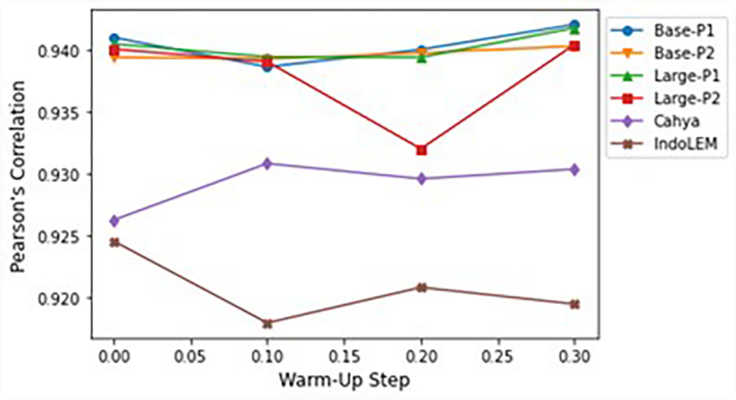 Pearson's Correlation
0.940
0.935
0.930
0.925
0.920
0.00 0.05 0.10 0.15 0.20 0.25 0.30
Warm-Up Step
Base-P1
Base-P2
Large-P1
Large-P2
Cahya
IndoLEM